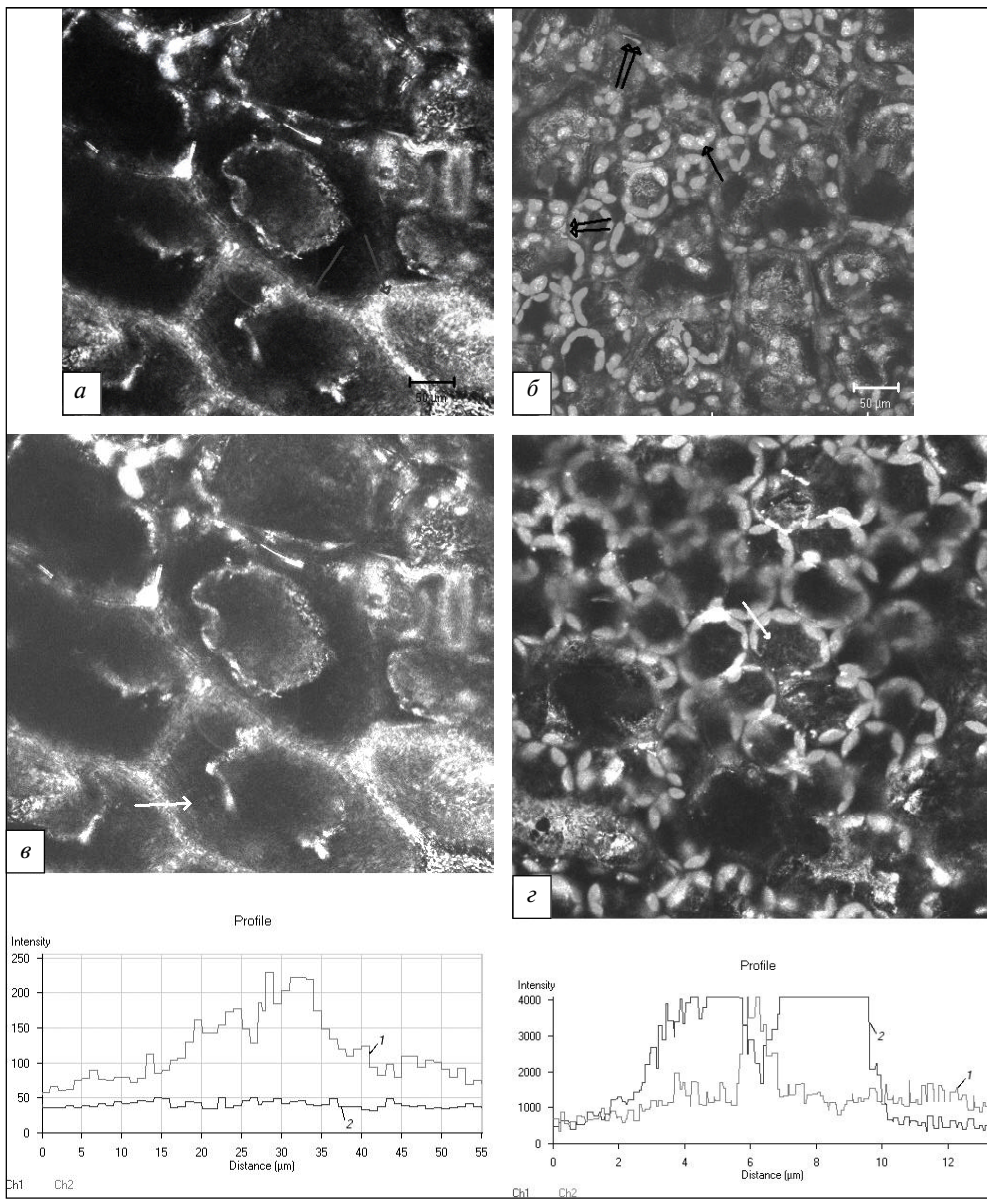 а
50 µm
б
50 µm
в
г
Profile
Intensity
250
200
150
100
50
0
1
2
0 5 10 15 20 25 30 35 40 45 50 55
Distance (µm)
Ch1 Ch2
Profile
Intensity
4000
3000
2000
1000
0
2
1
0 2 4 6 8 10 12
Distance (µm)
Ch1 Ch2